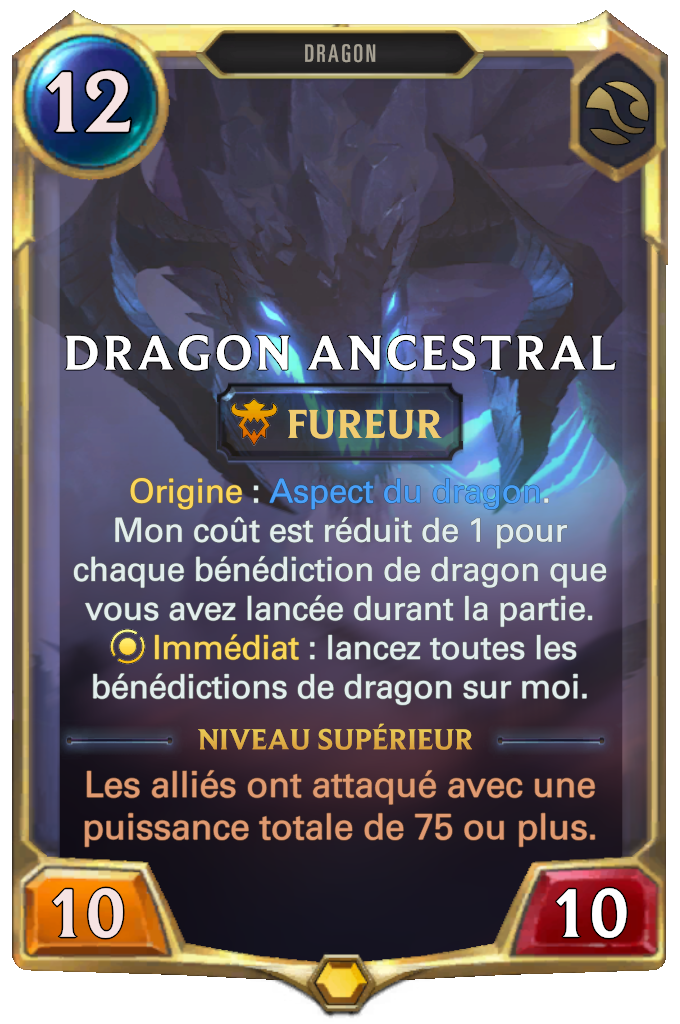 12
DRAGON
DRAGON ANCESTRAL
FUREUR
Origine : Aspect du dragon.
Mon coût est réduit de 1 pour
chaque bénédiction de dragon que
vous avez lancée durant la partie.
Immédiat : lancez toutes les
bénédictions de dragon sur moi.
NIVEAU SUPÉRIEUR
Les alliés ont attaqué avec une
puissance totale de 75 ou plus.
10
10